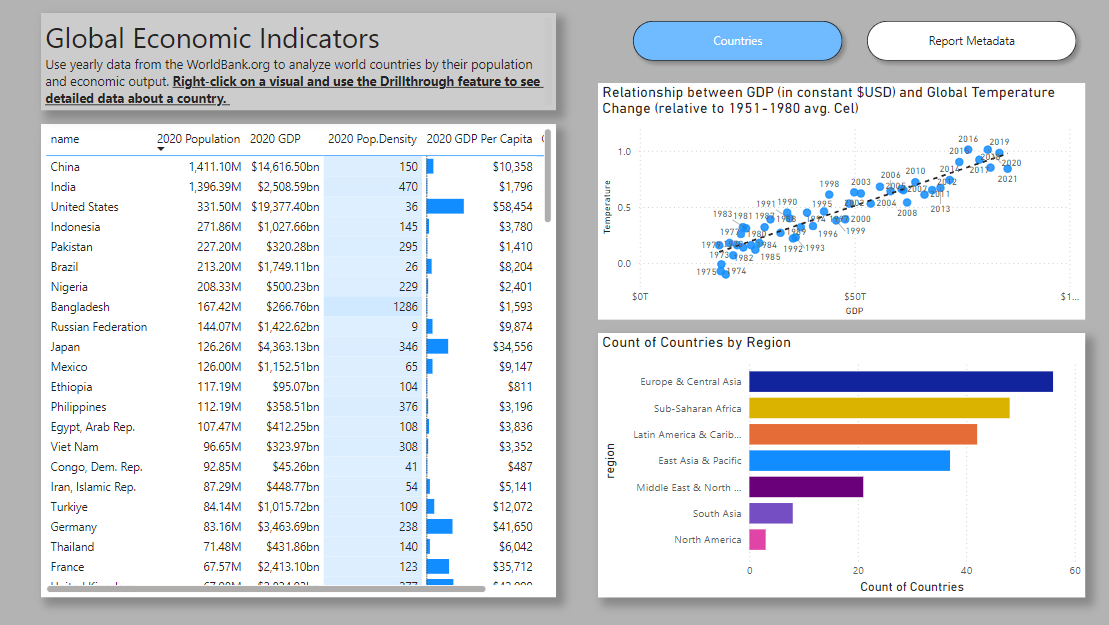 Global Economic Indicators
Use yearly data from the WorldBank.org to analyze world countries by their population
and economic output. Right-click on a visual and use the Drillthrough feature to see
detailed data about a country.
Countries
Report Metadata
name 2020 Population 2020 GDP 2020 Pop.Density 2020 GDP Per Capita
China 1,411.10M $14,616.50bn 150 $10,358
India 1,396.39M $2,508.59bn 470 $1,796
United States 331.50M $19,377.40bn 36 $58,454
Indonesia 271.86M $1,027.66bn 145 $3,780
Pakistan 227.20M $320.28bn 295 $1,410
Brazil 213.20M $1,749.11bn 26 $8,204
Nigeria 208.33M $500.23bn 229 $2,401
Bangladesh 167.42M $266.76bn 1286 $1,593
Russian Federation 144.07M $1,422.62bn 9 $9,874
Japan 126.26M $4,363.13bn 346 $34,556
Mexico 126.00M $1,152.51bn 65 $9,147
Ethiopia 117.19M $95.07bn 104 $811
Philippines 112.19M $358.51bn 376 $3,196
Egypt, Arab Rep. 107.47M $412.25bn 108 $3,836
Viet Nam 96.65M $323.97bn 308 $3,352
Congo, Dem. Rep. 92.85M $45.26bn 41 $487
Iran, Islamic Rep. 87.29M $448.77bn 54 $5,141
Turkiye 84.14M $1,015.72bn 109 $12,072
Germany 83.16M $3,463.69bn 238 $41,650
Thailand 71.48M $431.86bn 140 $6,042
France 67.57M $2,413.10bn 123 $35,712
Relationship between GDP (in constant $USD) and Global Temperature
Change (relative to 1951-1980 avg. Cel)
Temperature
1.0
0.5
0.0
2016 2019
2020
2021
2006 2010
1998 2003
2004
2008 2013
2011
1991 1990 1995
1983 1981
2000
1996 1999
1992 1993
1980
1982 1985
1973
1975 1974
$0T $50T $1...
GDP
Count of Countries by Region
region
Europe & Central Asia
Sub-Saharan Africa
Latin America & Carib...
East Asia & Pacific
Middle East & North ...
South Asia
North America
0 20 40 60
Count of Countries